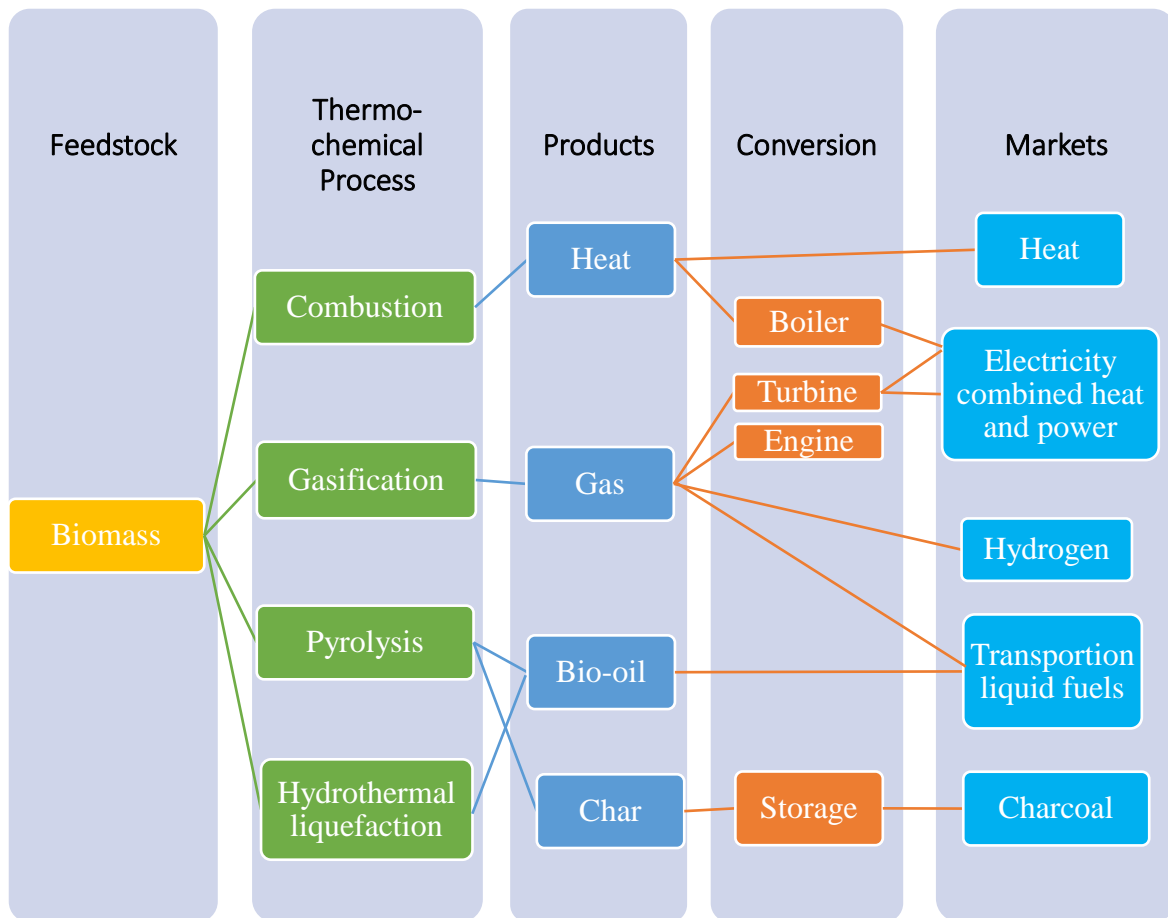 Feedstock
Thermo-
chemical
Process
Products
Conversion
Markets
Biomass
Combustion
Gasification
Pyrolysis
Hydrothermal
liquefaction
Heat
Gas
Bio-oil
Char
Boiler
Turbine
Engine
Storage
Heat
Electricity
combined heat
and power
Hydrogen
Transportion
liquid fuels
Charcoal